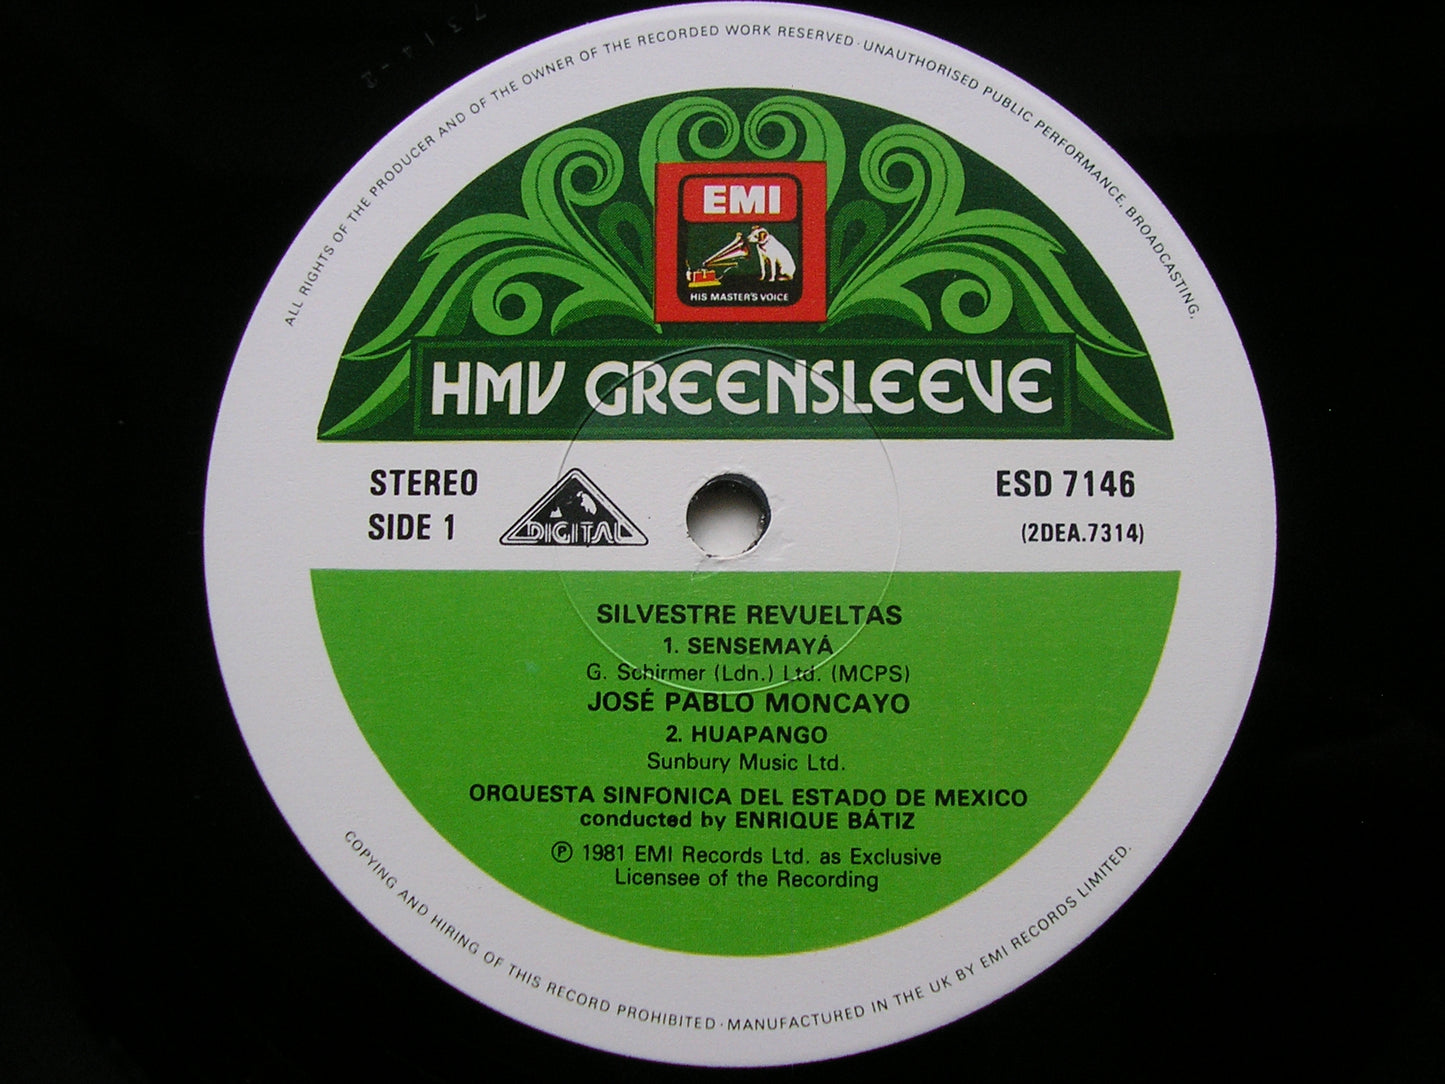 ALL RIGHTS OF THE PRODUCER AND OF THE OWNER OF THE RECORDED WORK RESERVED · UNAUTHORISED PUBLIC PERFORMANCE, BROADCASTING,
EMI
HIS MASTER'S VOICE
HMV GREENSLEEVE
STEREO
SIDE 1
DIGITAL
ESD 7146
(2DEA.7314)
SILVESTRE REVUELTAS
1. SENSEMAYÁ
G. Schirmer (Ldn.) Ltd. (MCPS)
JOSÉ PABLO MONCAYO
2. HUAPANGO
Sunbury Music Ltd.
ORQUESTA SINFONICA DEL ESTADO DE MEXICO
conducted by ENRIQUE BÁTIZ
Ⓟ 1981 EMI Records Ltd. as Exclusive
Licensee of the Recording
COPYING AND HIRING OF THIS RECORD PROHIBITED · MANUFACTURED IN THE UK BY EMI RECORDS LIMITED.